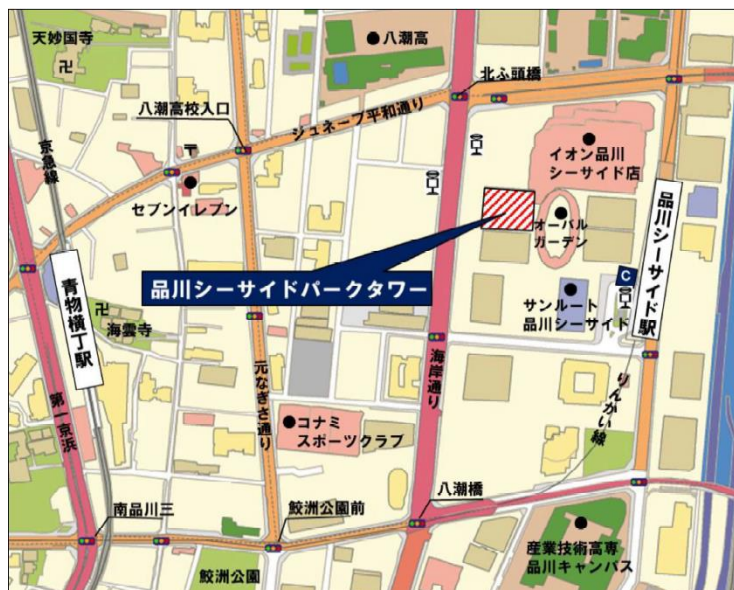 天妙国寺
卍
八潮高
北ふ頭橋
八潮高校入口
ジュネーブ平和通り
〒
京急線
セブンイレブン
イオン品川
シーサイド店
オーバル
ガーデン
品川シーサイド駅
品川シーサイドパークタワー
C
青物横丁駅
卍
海雲寺
サンルート
品川シーサイド
海岸通り
元なぎさ通り
りんかい線
第一京浜
コナミ
スポーツクラブ
南品川三
鮫洲公園前
八潮橋
鮫洲公園
産業技術高専
品川キャンパス